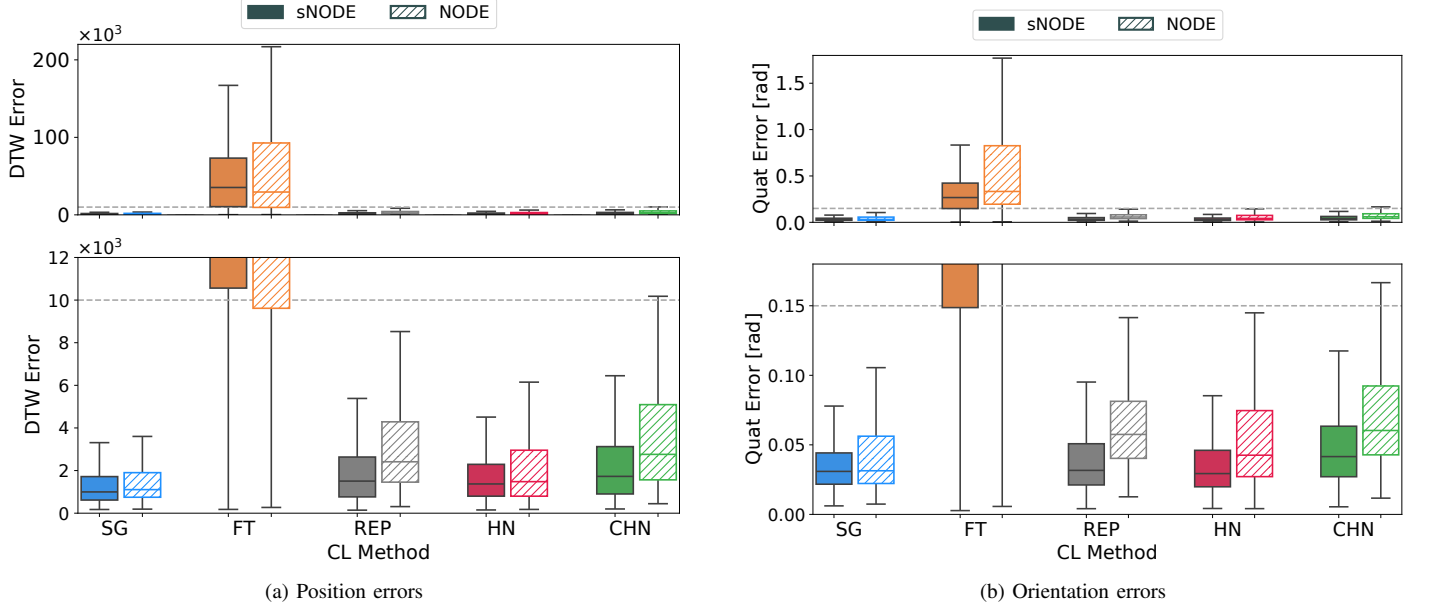 sNODE NODE
×10³
200
100
0
DTW Error
×10³
12
10
8
6
4
2
0
DTW Error
SG FT REP HN CHN
CL Method
(a) Position errors
sNODE NODE
1.5
1.0
0.5
0.0
Quat Error [rad]
0.15
0.10
0.05
0.00
Quat Error [rad]
SG FT REP HN CHN
CL Method
(b) Orientation errors